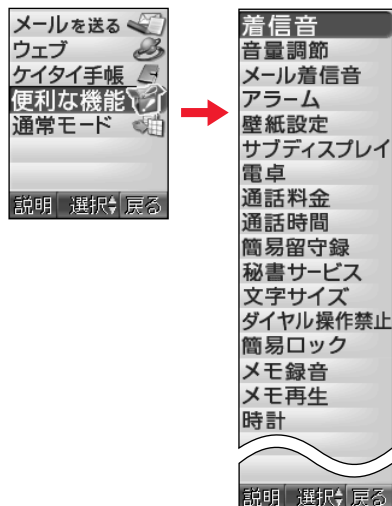 メールを送る
ウェブ
ケイタイ手帳
便利な機能
通常モード
説明 選択 戻る
着信音
音量調節
メール着信音
アラーム
壁紙設定
サブディスプレイ
電卓
通話料金
通話時間
簡易留守録
秘書サービス
文字サイズ
ダイヤル操作禁止
簡易ロック
メモ録音
メモ再生
時計
説明 選択 戻る